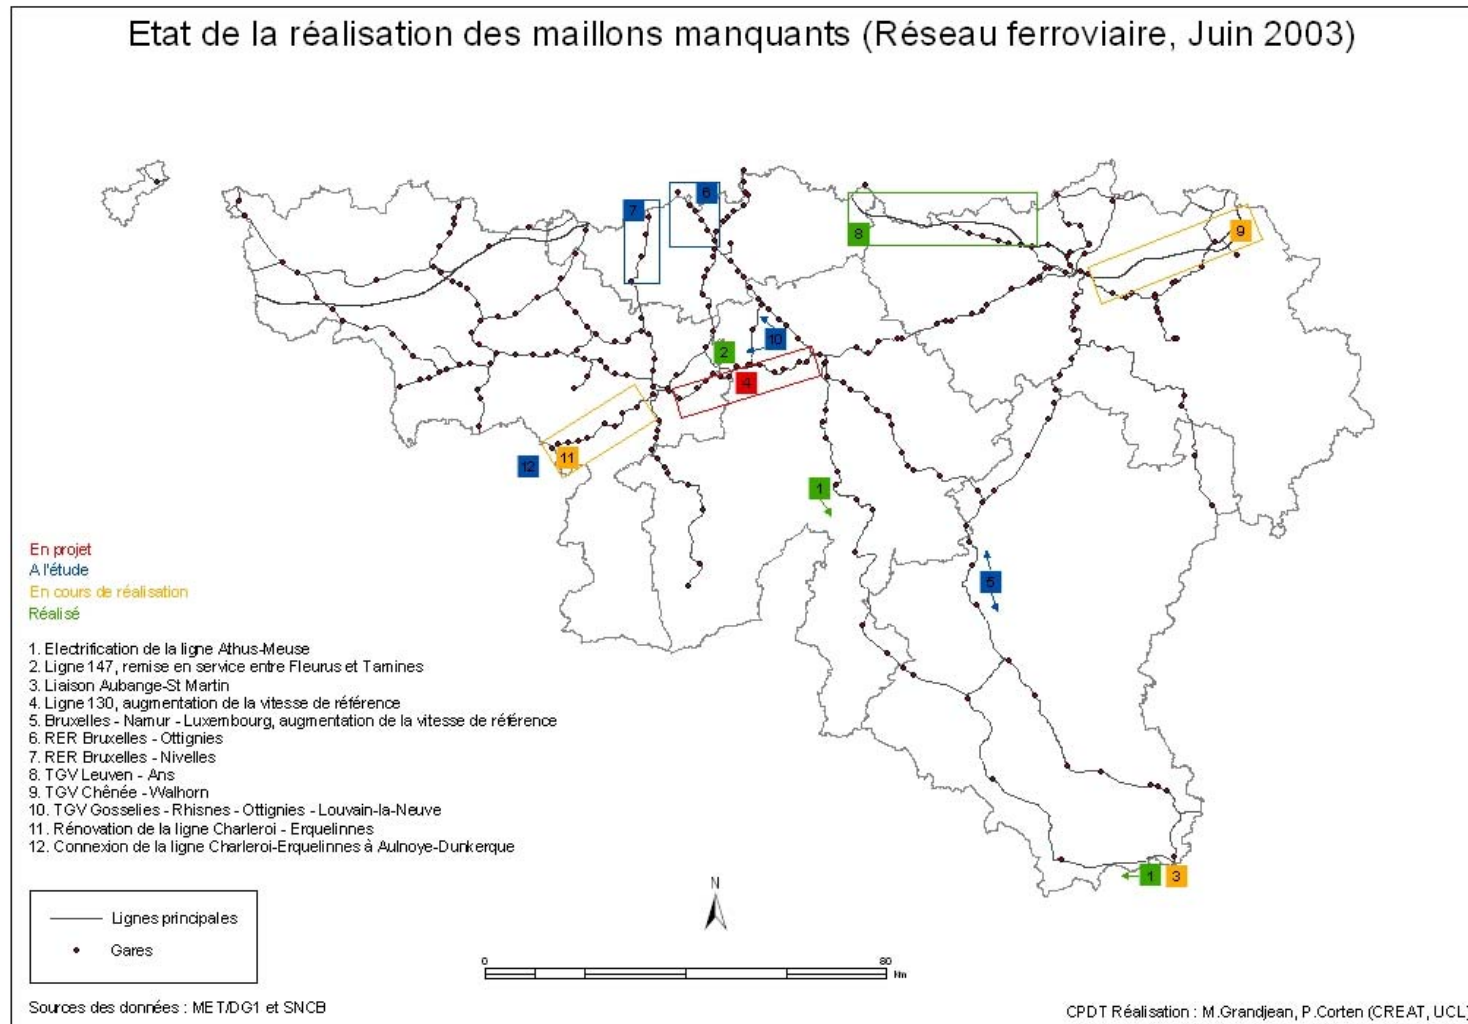 Etat de la réalisation des maillons manquants (Réseau ferroviaire, Juin 2003)
6
7
8
9
10
2
4
11
12
1
5
1
3
En projet
A l'étude
En cours de réalisation
Réalisé
1. Electrification de la ligne Athus-Meuse
2. Ligne 147, remise en service entre Fleurus et Tamines
3. Liaison Aubange-St Martin
4. Ligne 130, augmentation de la vitesse de référence
5. Bruxelles - Namur - Luxembourg, augmentation de la vitesse de référence
6. RER Bruxelles - Ottignies
7. RER Bruxelles - Nivelles
8. TGV Leuven - Ans
9. TGV Chênée - Walhorn
10. TGV Gosselies - Rhisnes - Ottignies - Louvain-la-Neuve
11. Rénovation de la ligne Charleroi - Erquelinnes
12. Connexion de la ligne Charleroi-Erquelinnes à Aulnoye-Dunkerque
Lignes principales
Gares
N
0 80
Sources des données : MET/DG1 et SNCB
CPDT Réalisation : M.Grandjean, P.Corten (CREAT, UCL)